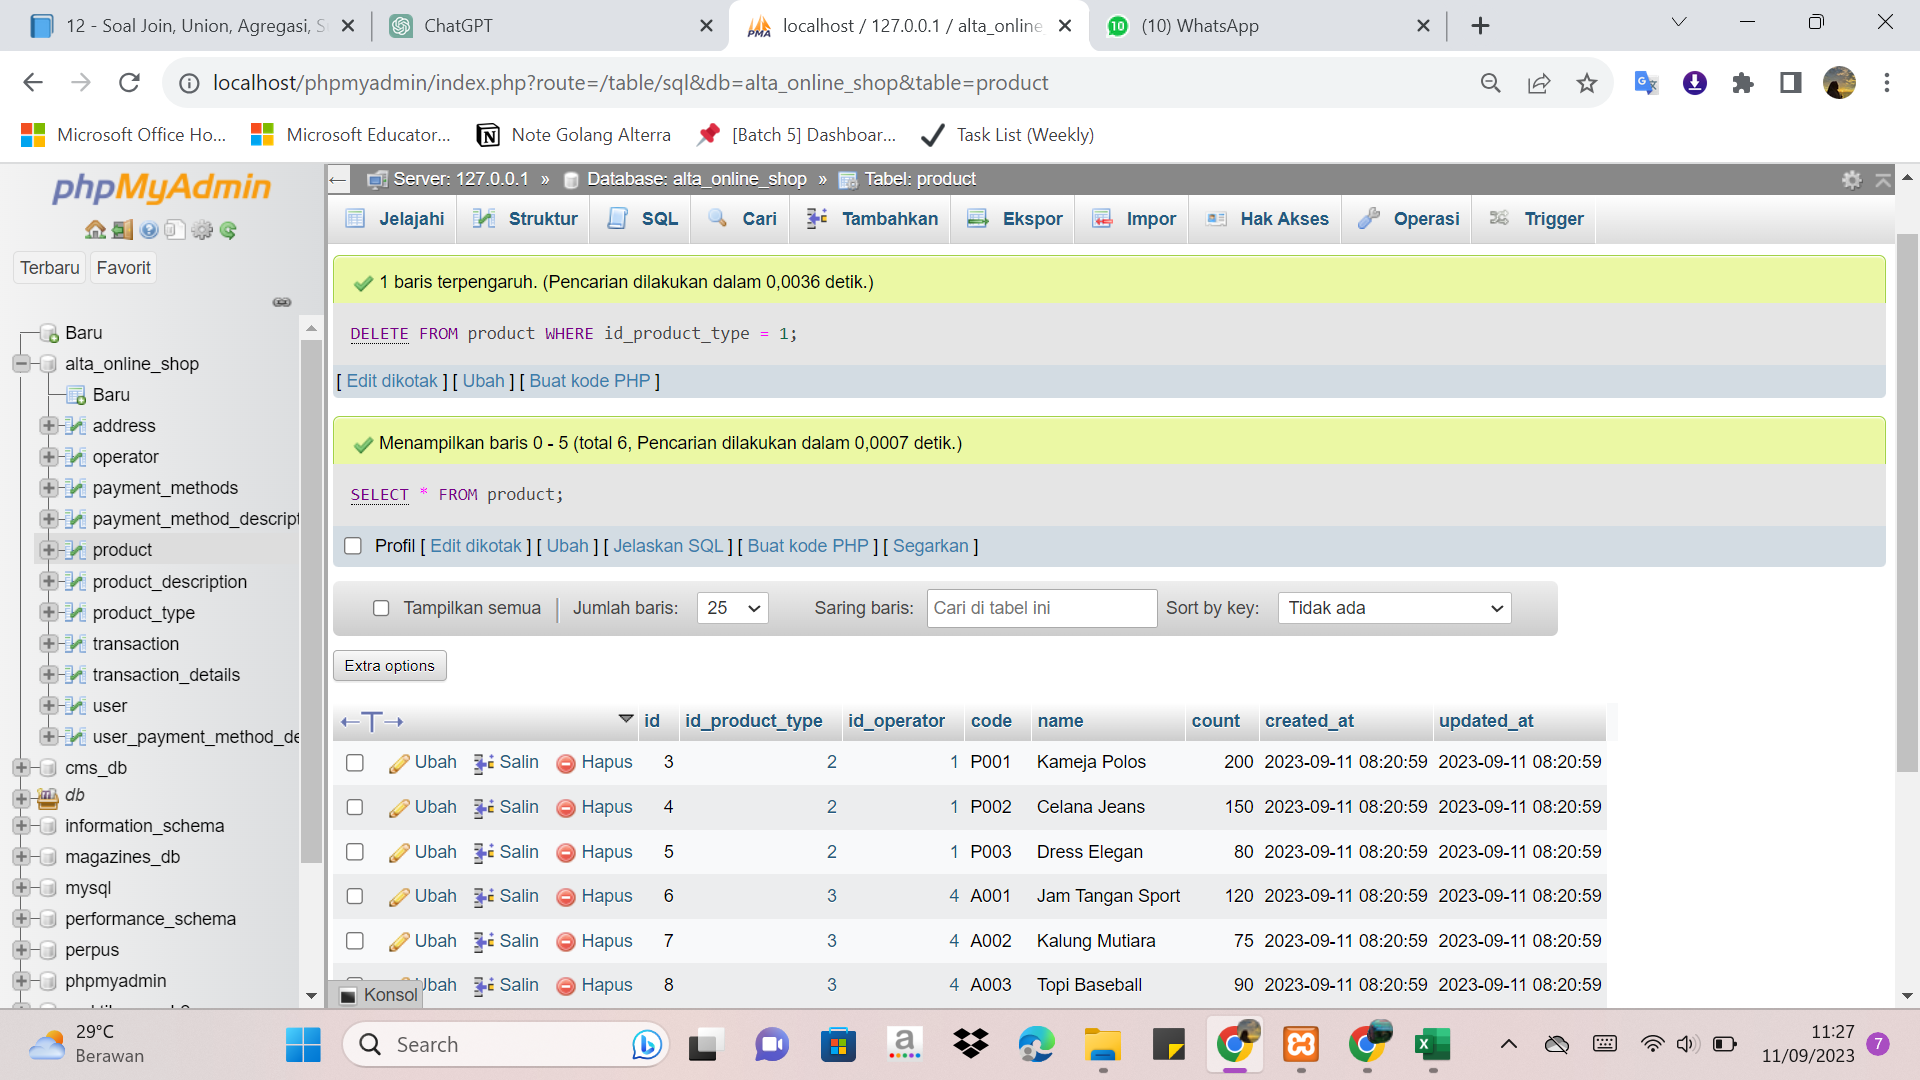 12 - Soal Join, Union, Agregasi, S
ChatGPT
localhost / 127.0.0.1 / alta_online
(10) WhatsApp
localhost/phpmyadmin/index.php?route=/table/sql&db=alta_online_shop&table=product
Microsoft Office Ho...
Microsoft Educator...
Note Golang Alterra
[Batch 5] Dashboar...
Task List (Weekly)
phpMyAdmin
Terbaru
Favorit
Baru
alta_online_shop
Baru
address
operator
payment_methods
payment_method_descript
product
product_description
product_type
transaction
transaction_details
user
user_payment_method_de
cms_db
db
information_schema
magazines_db
mysql
performance_schema
perpus
phpmyadmin
Server: 127.0.0.1 » Database: alta_online_shop » Tabel: product
Jelajahi Struktur SQL Cari Tambahkan Ekspor Impor Hak Akses Operasi Trigger
1 baris terpengaruh. (Pencarian dilakukan dalam 0,0036 detik.)
DELETE FROM product WHERE id_product_type = 1;
[ Edit dikotak ] [ Ubah ] [ Buat kode PHP ]
Menampilkan baris 0 - 5 (total 6, Pencarian dilakukan dalam 0,0007 detik.)
SELECT * FROM product;
Profil [ Edit dikotak ] [ Ubah ] [ Jelaskan SQL ] [ Buat kode PHP ] [ Segarkan ]
Tampilkan semua Jumlah baris: 25 Saring baris: Cari di tabel ini Sort by key: Tidak ada
Extra options
id id_product_type id_operator code name count created_at updated_at
Ubah Salin Hapus 3 2 1 P001 Kameja Polos 200 2023-09-11 08:20:59 2023-09-11 08:20:59
Ubah Salin Hapus 4 2 1 P002 Celana Jeans 150 2023-09-11 08:20:59 2023-09-11 08:20:59
Ubah Salin Hapus 5 2 1 P003 Dress Elegan 80 2023-09-11 08:20:59 2023-09-11 08:20:59
Ubah Salin Hapus 6 3 4 A001 Jam Tangan Sport 120 2023-09-11 08:20:59 2023-09-11 08:20:59
Ubah Salin Hapus 7 3 4 A002 Kalung Mutiara 75 2023-09-11 08:20:59 2023-09-11 08:20:59
Ubah Salin Hapus 8 3 4 A003 Topi Baseball 90 2023-09-11 08:20:59 2023-09-11 08:20:59
Konsol
29°C
Berawan
Search
11:27
11/09/2023
7